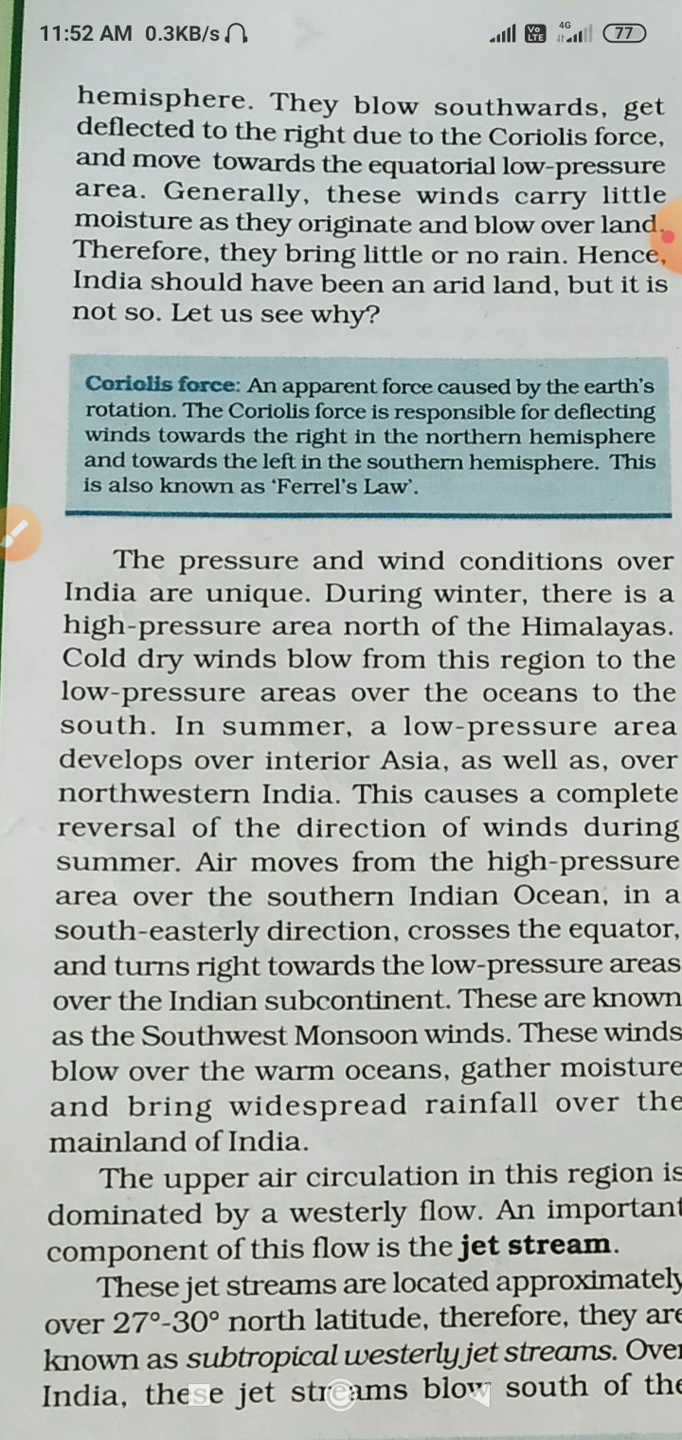 11:52 AM 0.3KB/s
Vo LTE 4G 77
hemisphere. They blow southwards, get
deflected to the right due to the Coriolis force,
and move towards the equatorial low-pressure
area. Generally, these winds carry little
moisture as they originate and blow over land.
Therefore, they bring little or no rain. Hence,
India should have been an arid land, but it is
not so. Let us see why?
Coriolis force: An apparent force caused by the earth's
rotation. The Coriolis force is responsible for deflecting
winds towards the right in the northern hemisphere
and towards the left in the southern hemisphere. This
is also known as 'Ferrel's Law'.
The pressure and wind conditions over
India are unique. During winter, there is a
high-pressure area north of the Himalayas.
Cold dry winds blow from this region to the
low-pressure areas over the oceans to the
south. In summer, a low-pressure area
develops over interior Asia, as well as, over
northwestern India. This causes a complete
reversal of the direction of winds during
summer. Air moves from the high-pressure
area over the southern Indian Ocean, in a
south-easterly direction, crosses the equator,
and turns right towards the low-pressure areas
over the Indian subcontinent. These are known
as the Southwest Monsoon winds. These winds
blow over the warm oceans, gather moisture
and bring widespread rainfall over the
mainland of India.
The upper air circulation in this region is
dominated by a westerly flow. An important
component of this flow is the jet stream.
These jet streams are located approximately
over 27°-30° north latitude, therefore, they are
known as subtropical westerly jet streams. Over
India, these jet streams blow south of the